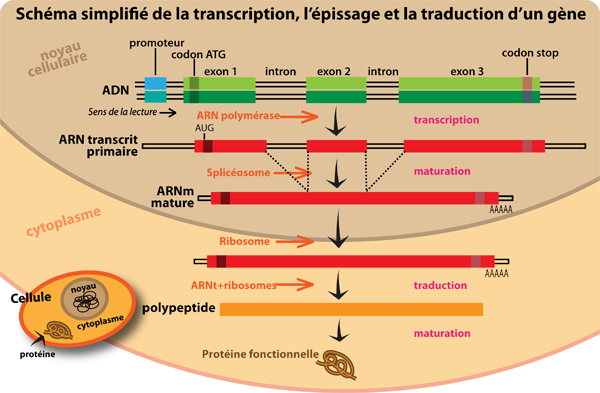 Schéma simplifié de la transcription, l'épissage et la traduction d'un gène
noyau
cellulaire
promoteur
codon ATG
codon stop
exon 1
intron
exon 2
intron
exon 3
ADN
Sens de la lecture
ARN polymérase
transcription
AUG
ARN transcrit
primaire
Splicéosome
maturation
ARNm
mature
AAAAA
cytoplasme
Ribosome
AAAAA
ARNt+ribosomes
traduction
Cellule
noyau
cytoplasme
protéine
polypeptide
maturation
Protéine fonctionnelle